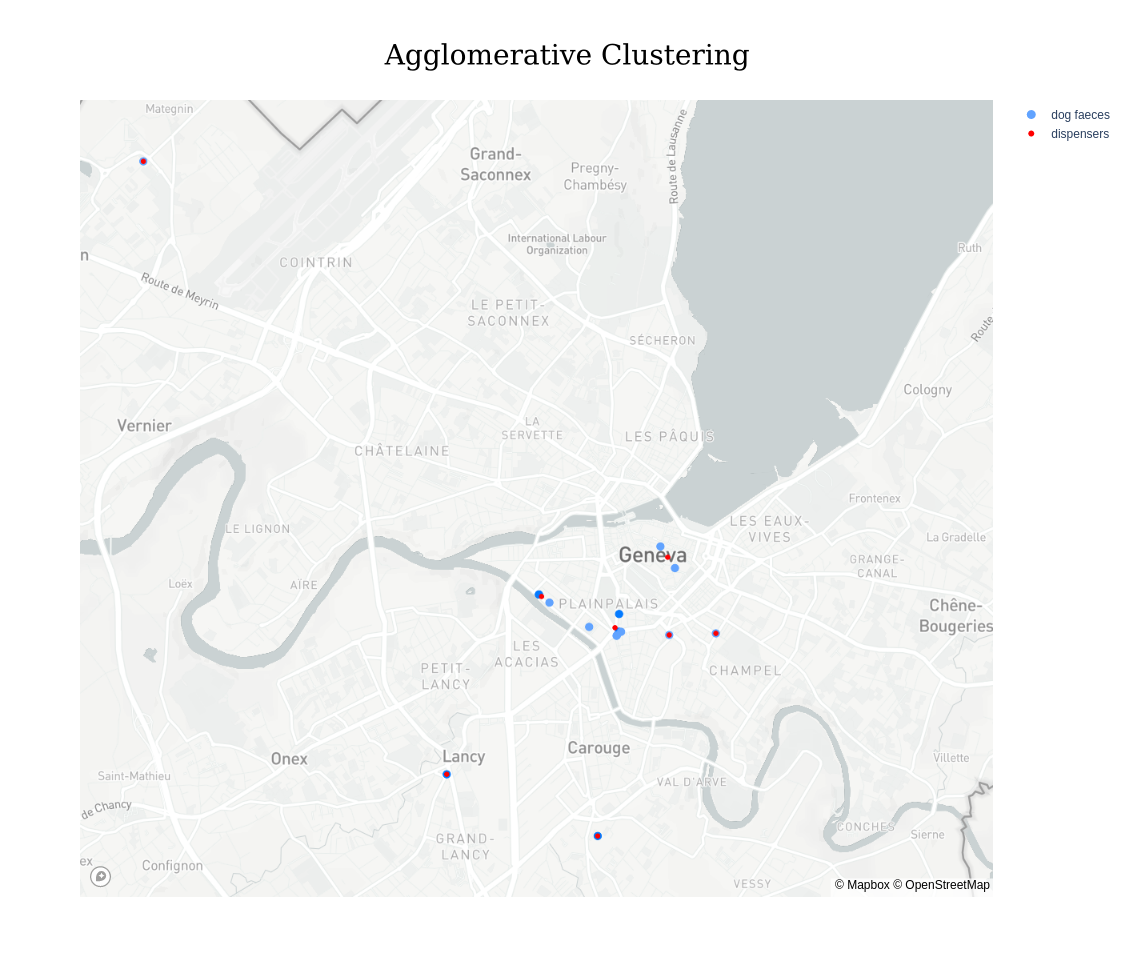 Agglomerative Clustering
dog faeces
dispensers
Mategnin
Grand-
Saconnex
Pregny-
Chambésy
Route de Lausanne
International Labour
Organization
Ruth
n
COINTRIN
Route de Meyrin
LE PETIT-
SACONNEX
SÉCHERON
Route
Cologny
Vernier
LA
SERVETTE
LES PÂQUIS
CHÂTELAINE
Frontenex
LE LIGNON
LES EAUX-
VIVES
La Gradelle
Geneva
GRANGE-
CANAL
Loëx
AIRE
PLAINPALAIS
Chêne-
Bougeries
LES
ACACIAS
PETIT-
LANCY
CHAMPEL
Onex
Lancy
Carouge
Villette
Saint-Mathieu
VAL D'ARVE
de Chancy
CONCHES
Sierne
GRAND-
LANCY
ex
Confignon
VESSY
© Mapbox © OpenStreetMap